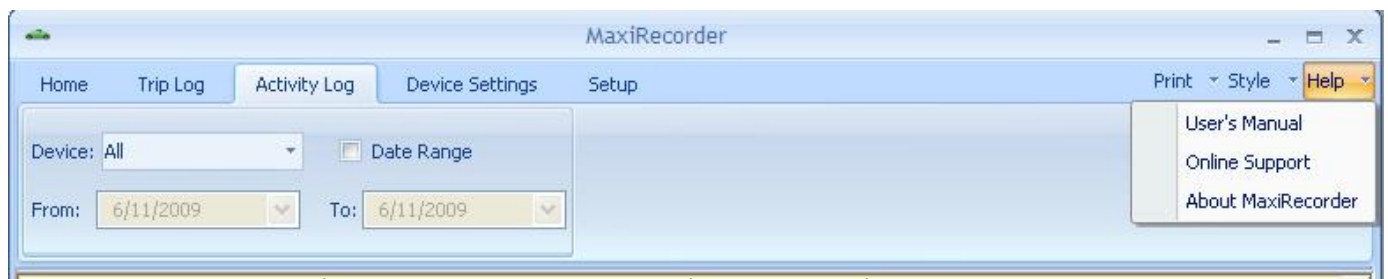 MaxiRecorder
Home Trip Log Activity Log Device Settings Setup Print Style Help
User's Manual
Device: All Date Range
Online Support
From: 6/11/2009 To: 6/11/2009
About MaxiRecorder